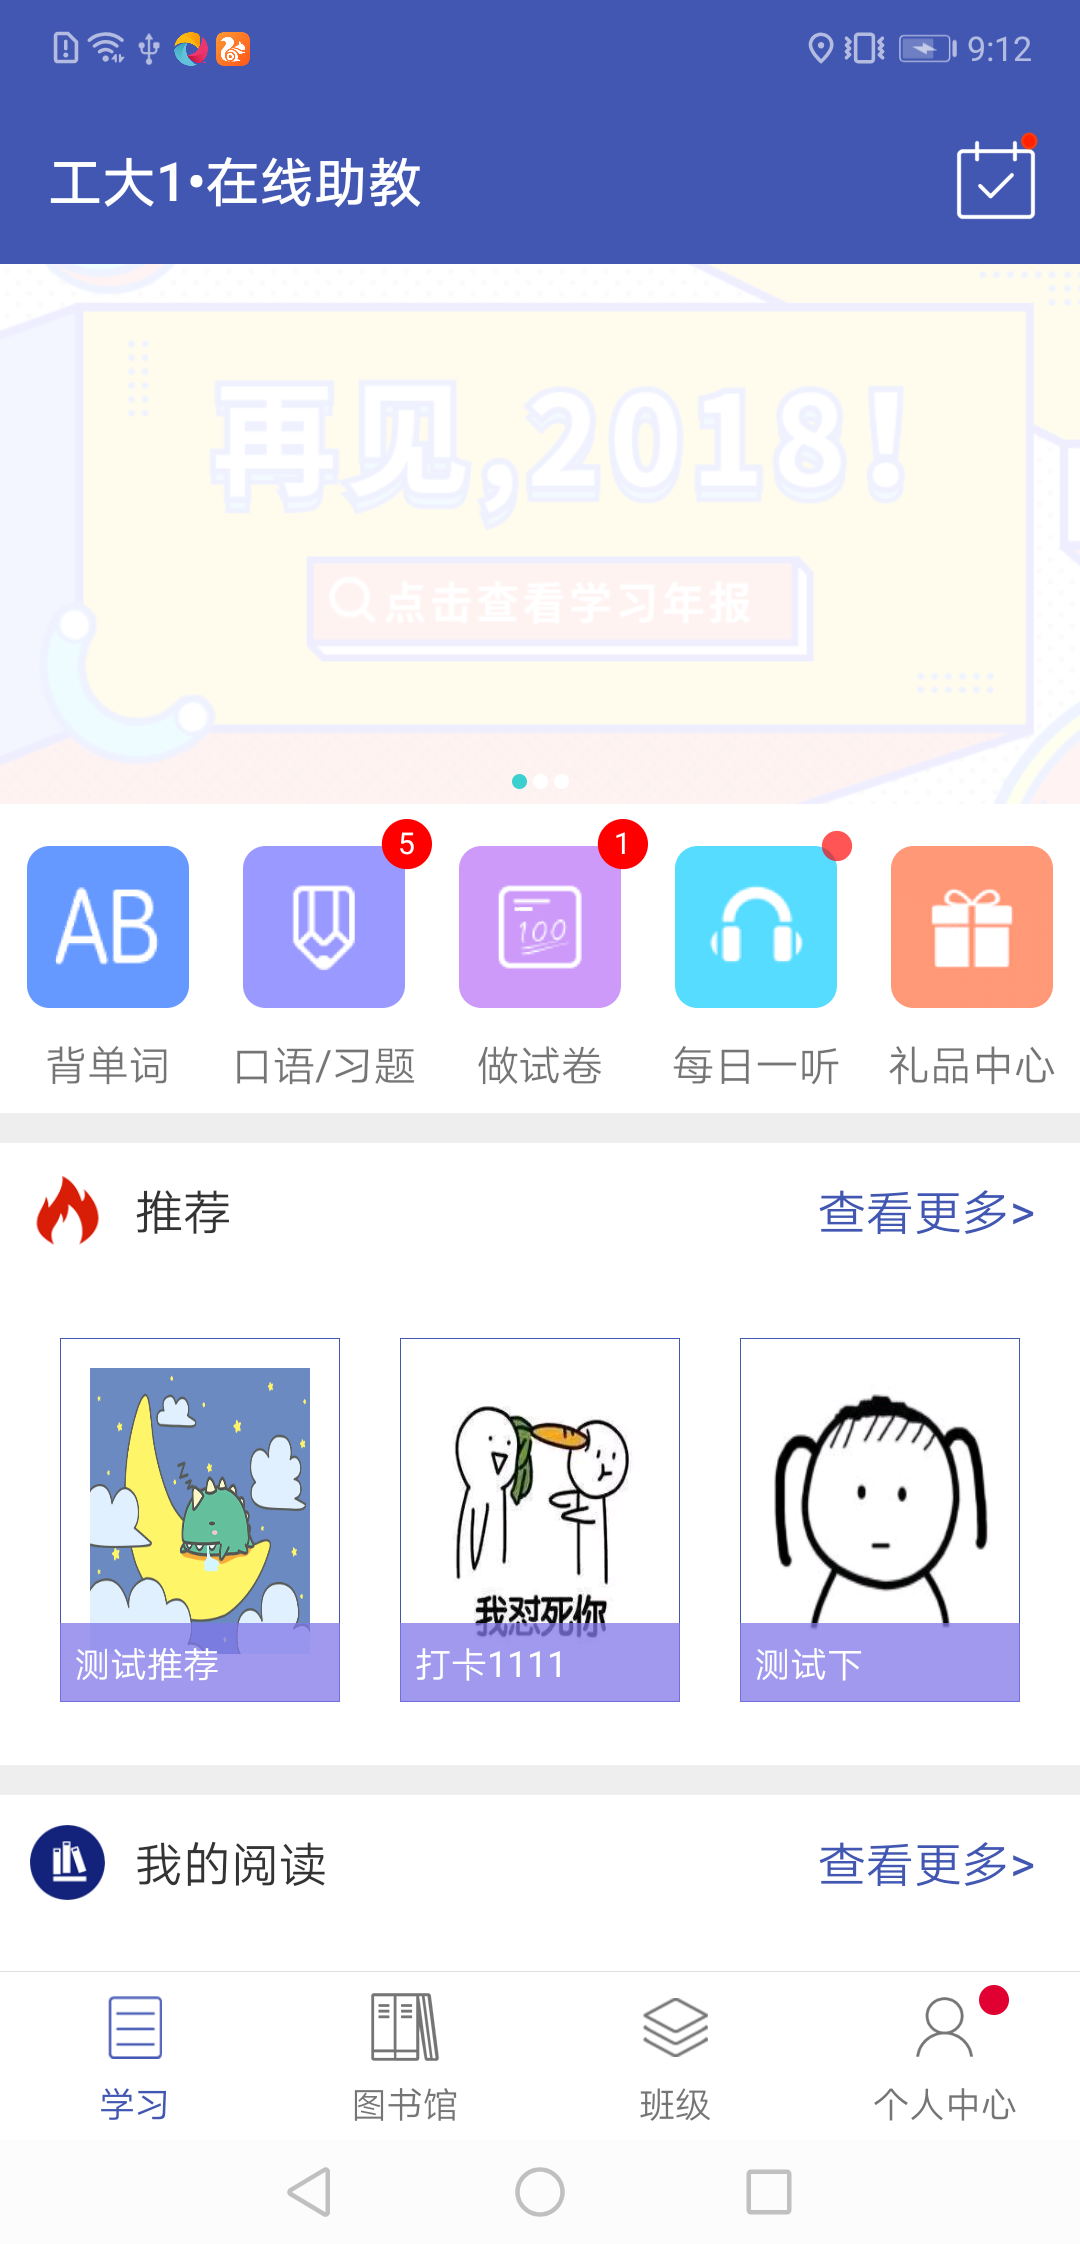 9:12
工大1•在线助教
再见,2018!
点击查看学习年报
AB
5
100
1
背单词
口语/习题
做试卷
每日一听
礼品中心
推荐
查看更多>
z z
我怼死你
测试推荐
打卡1111
测试下
我的阅读
查看更多>
学习
图书馆
班级
个人中心